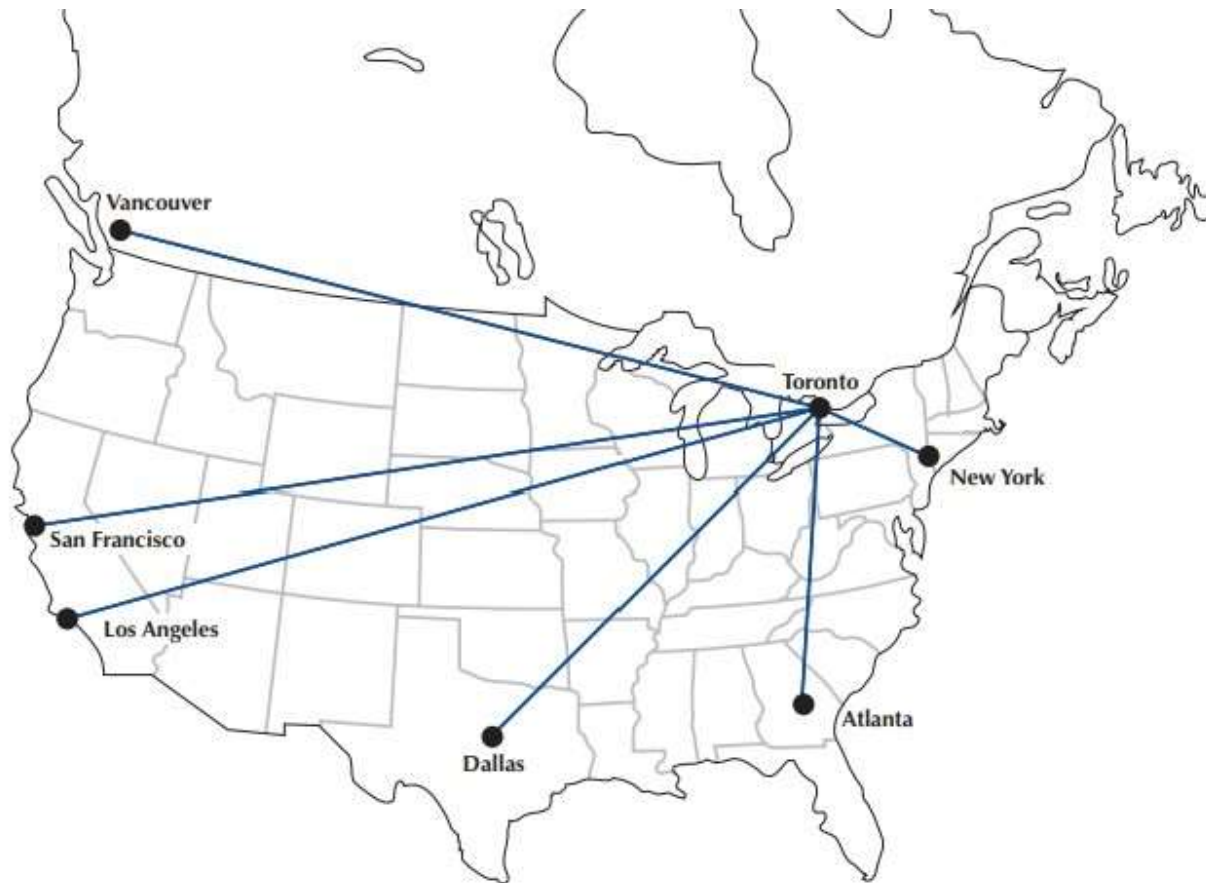 Vancouver
Toronto
New York
San Francisco
Los Angeles
Atlanta
Dallas